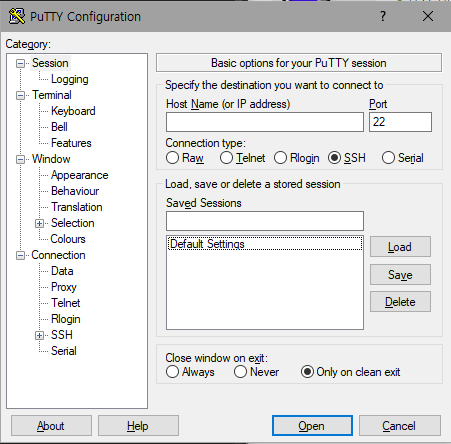 PuTTY Configuration
Category:
Session
Logging
Terminal
Keyboard
Bell
Features
Window
Appearance
Behaviour
Translation
Selection
Colours
Connection
Data
Proxy
Telnet
Rlogin
SSH
Serial
Basic options for your PuTTY session
Specify the destination you want to connect to
Host Name (or IP address) Port
22
Connection type:
Raw Telnet Rlogin SSH Serial
Load, save or delete a stored session
Saved Sessions
Default Settings
Load
Save
Delete
Close window on exit:
Always Never Only on clean exit
About Help Open Cancel